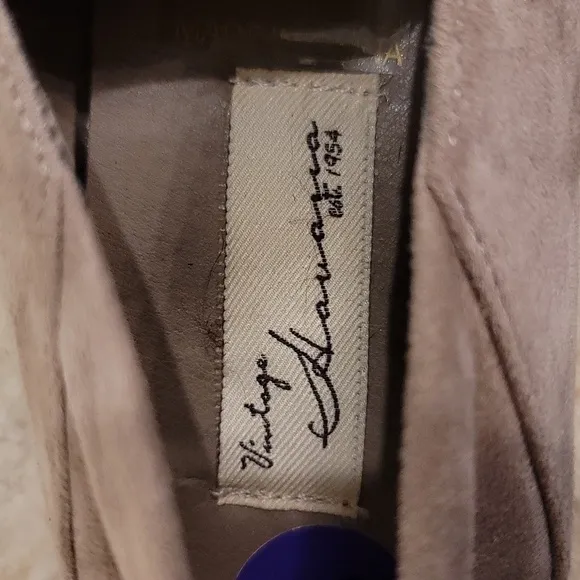 Vintage
Havana
est. 1954